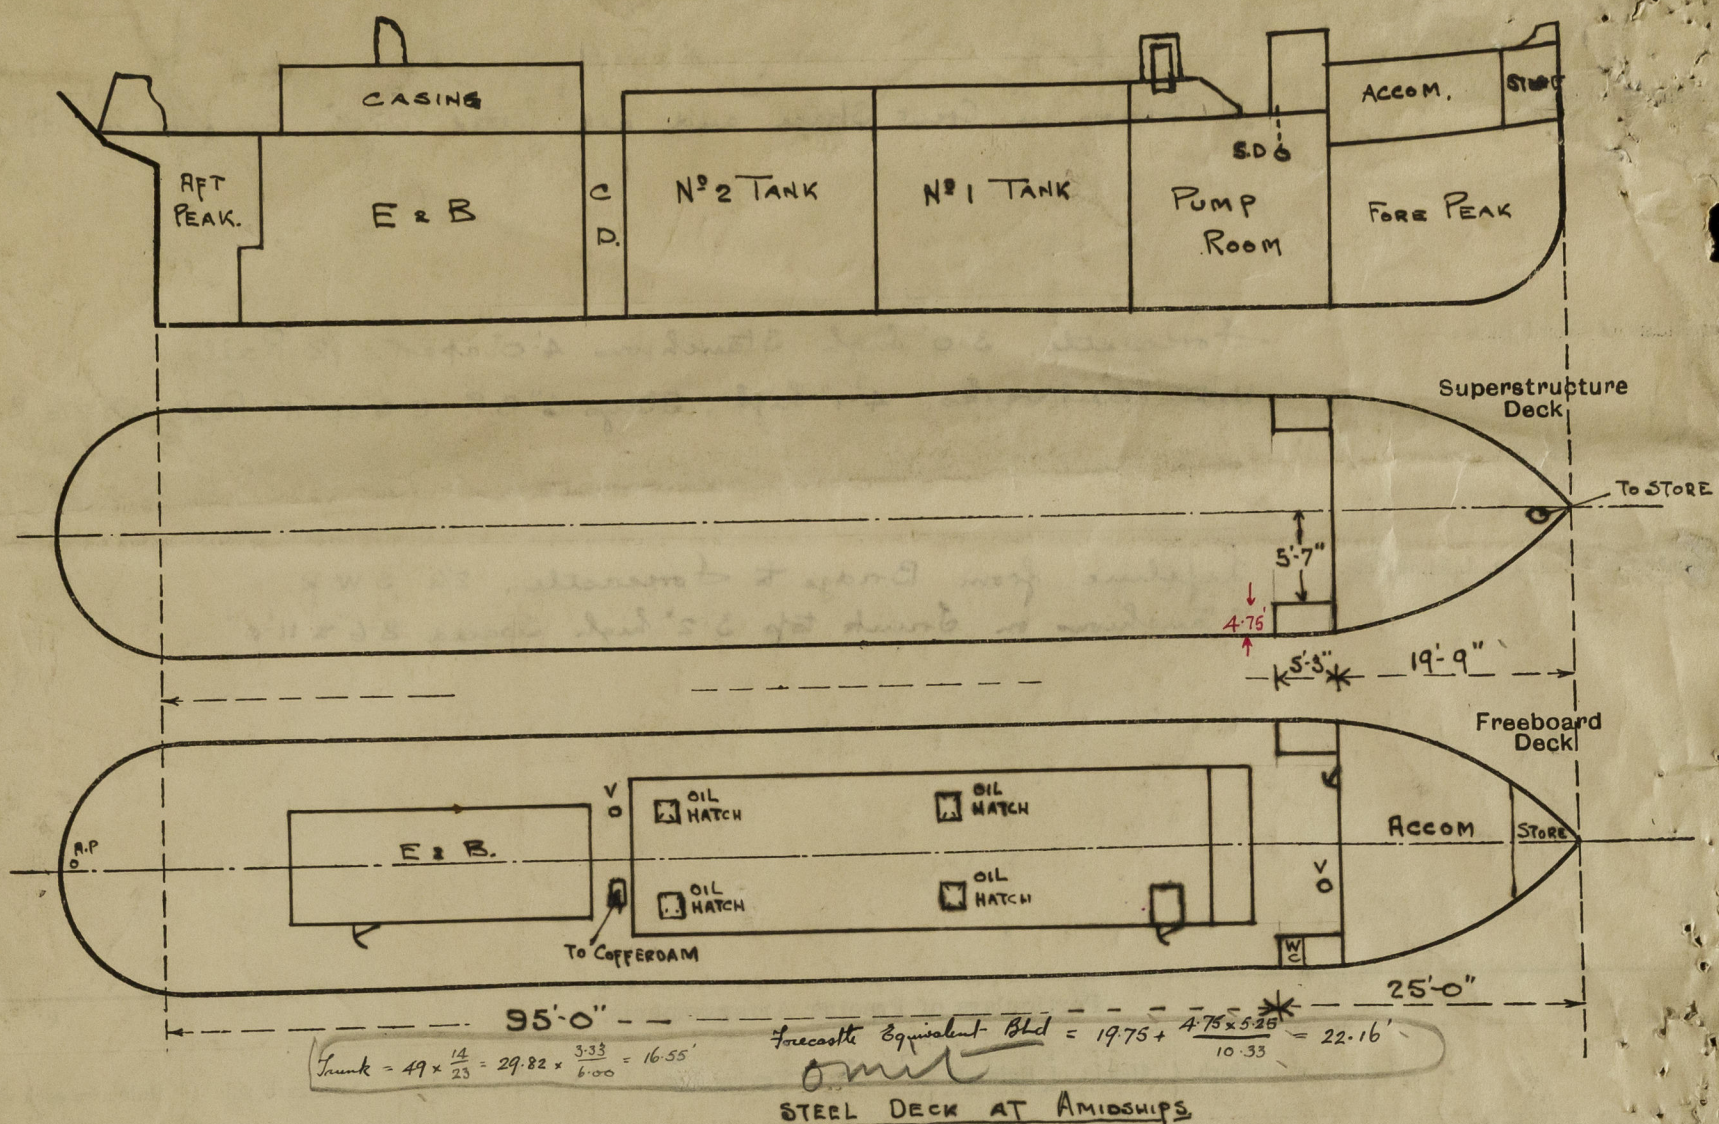 CASING
ACCOM.
STORE
AFT
PEAK.
E & B
C
D.
Nº 2 TANK
Nº 1 TANK
S.D
PUMP
ROOM
FORE PEAK
Superstructure
Deck
TO STORE
5'-7"
4.75'
5'-3"
19'-9"
Freeboard
Deck
V
OIL
HATCH
OIL
HATCH
A.P
E & B.
ACCOM
STORE
V
OIL
HATCH
OIL
HATCH
TO COFFERDAM
W
C
25'-0"
95'-0"
Forecastle Equivalent Bhd = 19.75 + 4.75 x 5.25 / 10.33 = 22.16'
Trunk = 49 x 14/23 = 29.82 x 3.33/6.00 = 16.55'
omit
STEEL DECK AT AMIDSHIPS